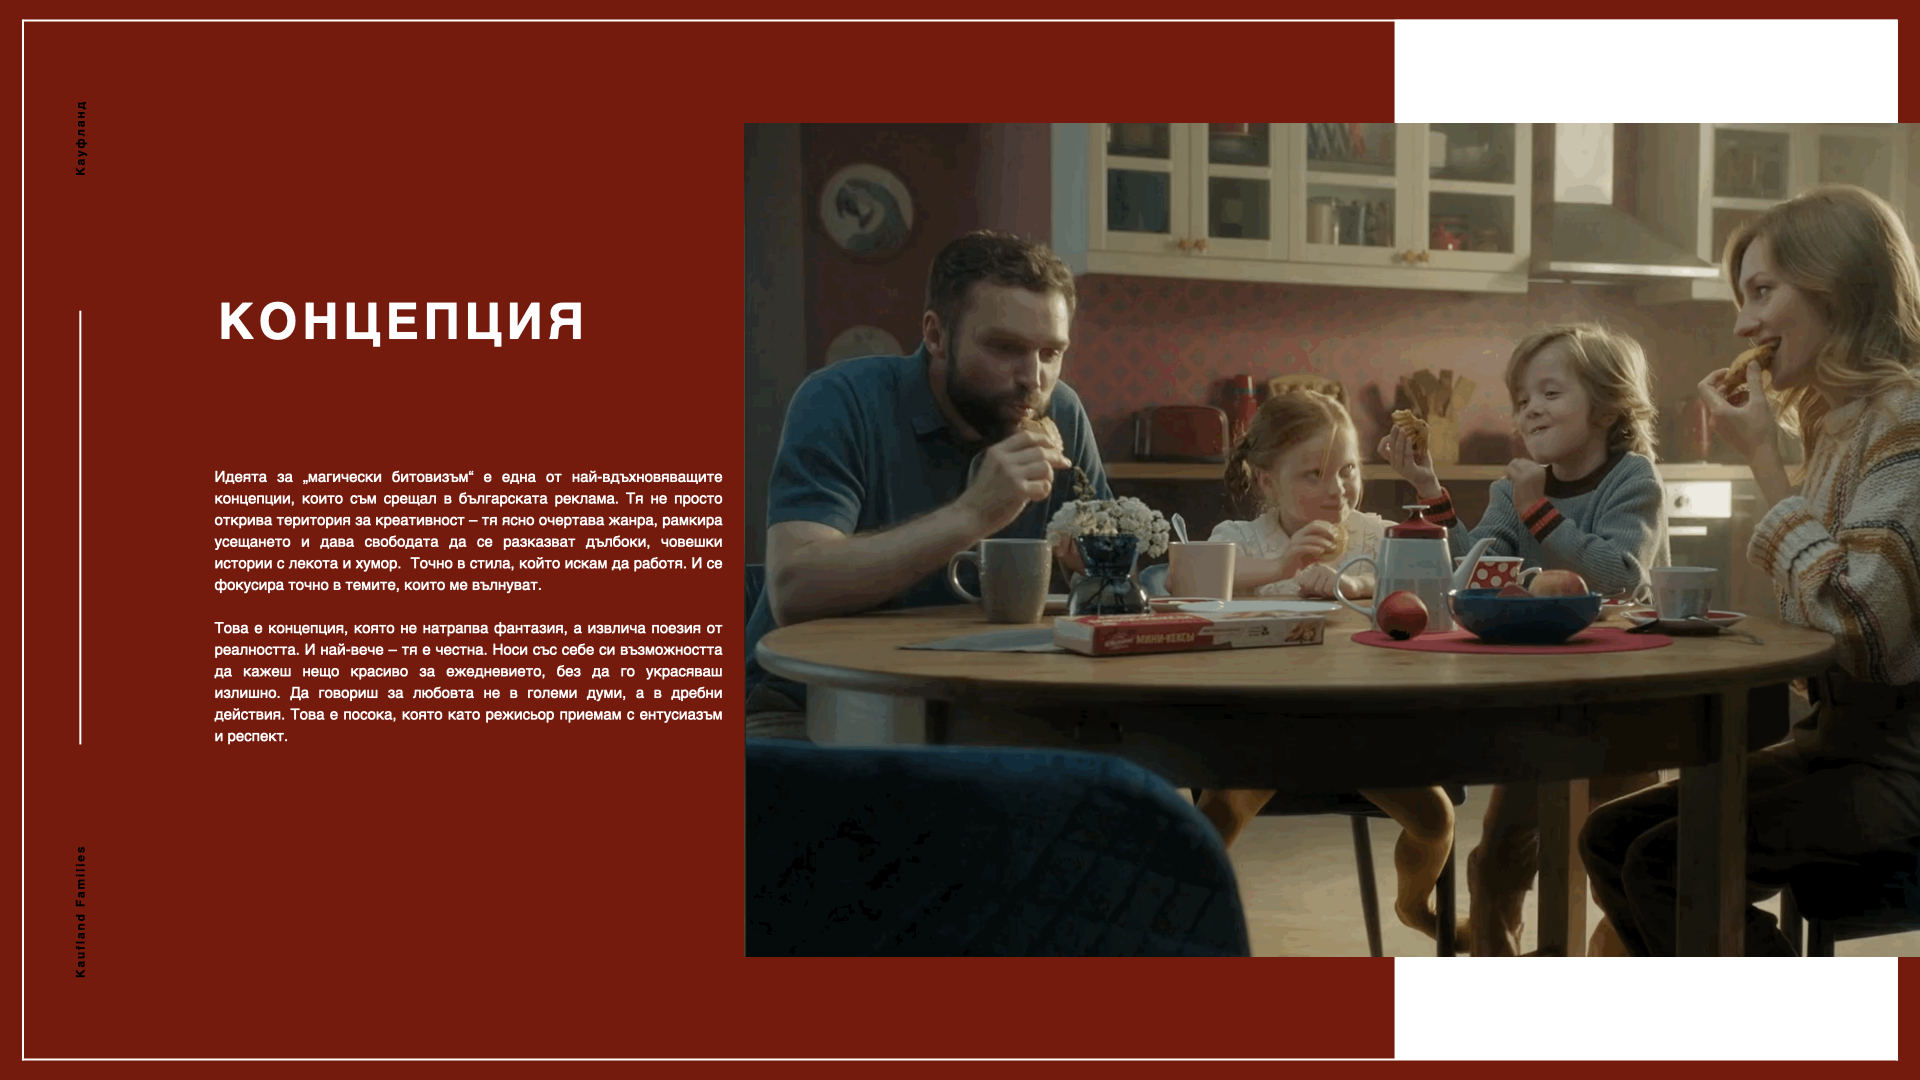 Кауфланд
КОНЦЕПЦИЯ
Идеята за „магически битовизъм“ е една от най-вдъхновяващите
концепции, които съм срещал в българската реклама. Тя не просто
открива територия за креативност – тя ясно очертава жанра, рамкира
усещането и дава свободата да се разказват дълбоки, човешки
истории с лекота и хумор.  Точно в стила, който искам да работя. И се
фокусира точно в темите, които ме вълнуват.
Това е концепция, която не натрапва фантазия, а извлича поезия от
реалността. И най-вече – тя е честна. Носи със себе си възможността
да кажеш нещо красиво за ежедневието, без да го украсяваш
излишно. Да говориш за любовта не в големи думи, а в дребни
действия. Това е посока, която като режисьор приемам с ентусиазъм
и респект.
Kaufland Families
МИНИ-КЕКСЫ